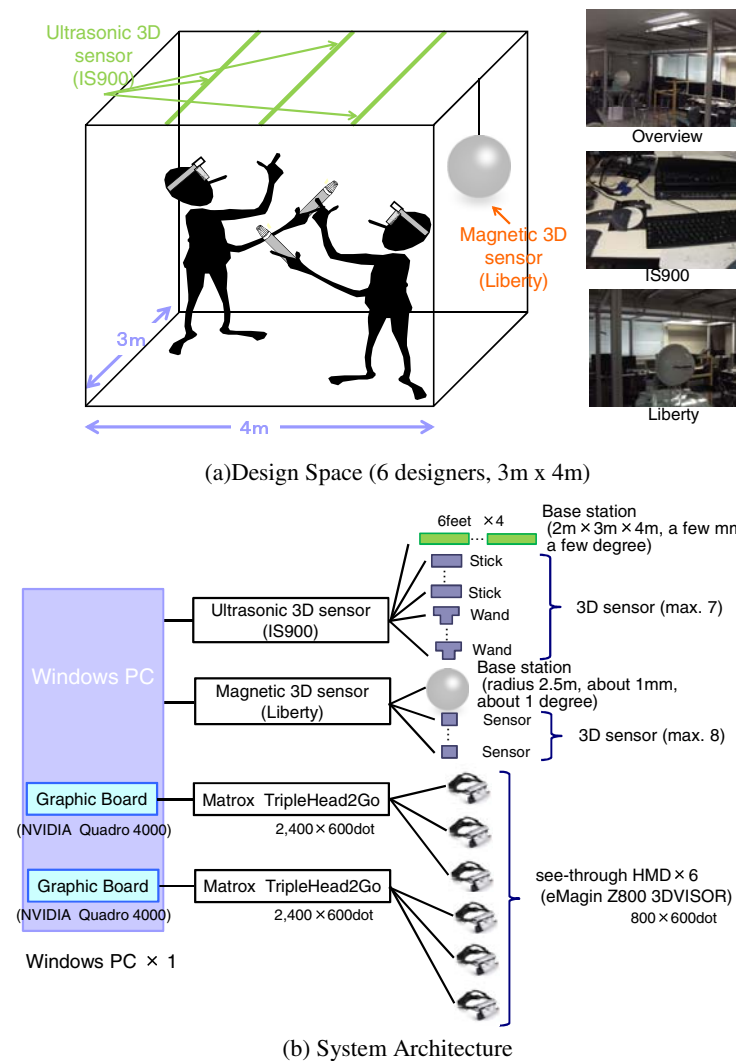 Ultrasonic 3D
sensor
(IS900)
Overview
Magnetic 3D
sensor
(Liberty)
IS900
3m
4m
Liberty
(a)Design Space (6 designers, 3m x 4m)
6feet ×4
Base station
(2m×3m×4m, a few mm
a few degree)
Stick
Stick
Wand
Wand
3D sensor (max. 7)
Ultrasonic 3D sensor
(IS900)
Windows PC
Base station
(radius 2.5m, about 1mm,
about 1 degree)
Magnetic 3D sensor
(Liberty)
Sensor
Sensor
3D sensor (max. 8)
Graphic Board
(NVIDIA Quadro 4000)
Matrox TripleHead2Go
2,400×600dot
Graphic Board
(NVIDIA Quadro 4000)
Matrox TripleHead2Go
2,400×600dot
see-through HMD×6
(eMagin Z800 3DVISOR)
800×600dot
Windows PC × 1
(b) System Architecture